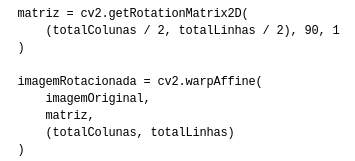 matriz = cv2.getRotationMatrix2D(
    (totalColunas / 2, totalLinhas / 2), 90, 1
)

imagemRotacionada = cv2.warpAffine(
    imagemOriginal,
    matriz,
    (totalColunas, totalLinhas)
)